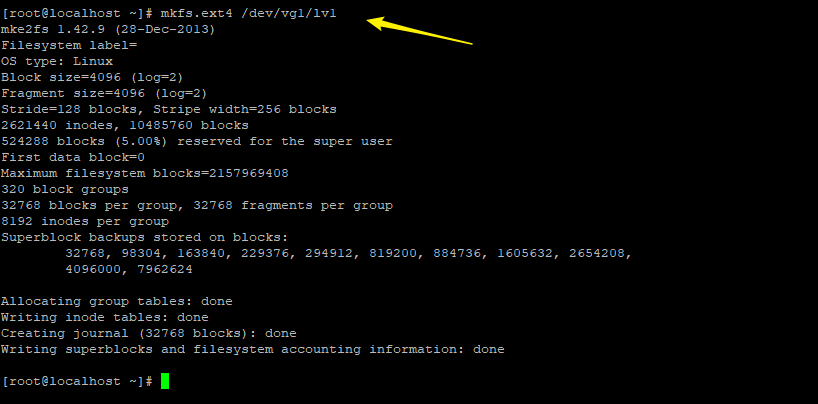 [root@localhost ~]# mkfs.ext4 /dev/vg1/lv1
mke2fs 1.42.9 (28-Dec-2013)
Filesystem label=
OS type: Linux
Block size=4096 (log=2)
Fragment size=4096 (log=2)
Stride=128 blocks, Stripe width=256 blocks
2621440 inodes, 10485760 blocks
524288 blocks (5.00%) reserved for the super user
First data block=0
Maximum filesystem blocks=2157969408
320 block groups
32768 blocks per group, 32768 fragments per group
8192 inodes per group
Superblock backups stored on blocks:
        32768, 98304, 163840, 229376, 294912, 819200, 884736, 1605632, 2654208,
        4096000, 7962624
Allocating group tables: done
Writing inode tables: done
Creating journal (32768 blocks): done
Writing superblocks and filesystem accounting information: done
[root@localhost ~]#